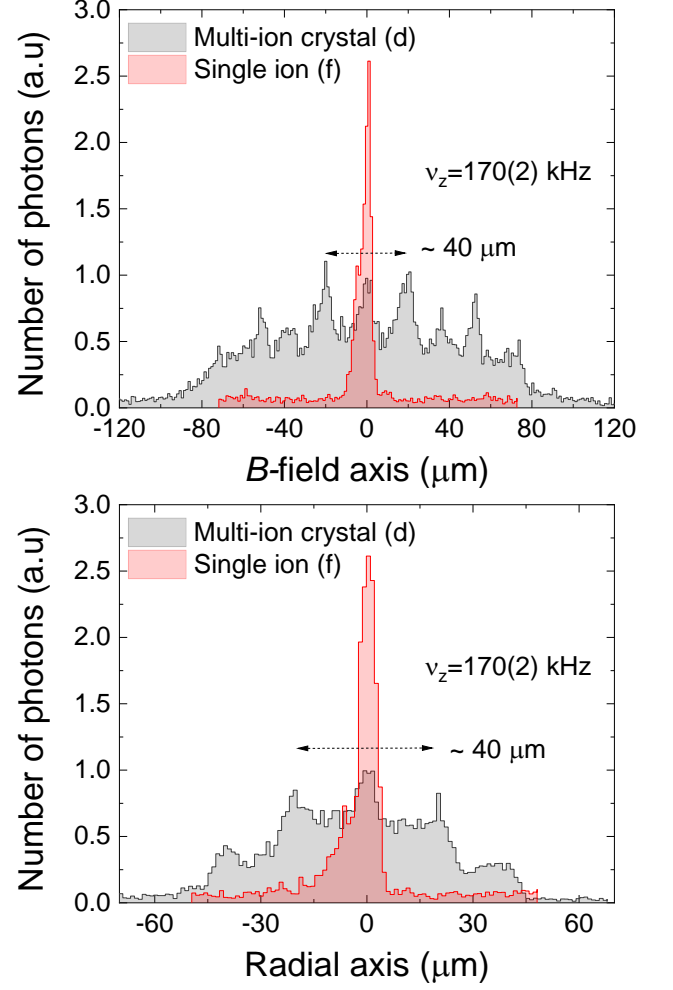 3.0
2.5
2.0
1.5
1.0
0.5
0.0
Number of photons (a.u)
Multi-ion crystal (d)
Single ion (f)
ν_z=170(2) kHz
~ 40 μm
-120 -80 -40 0 40 80 120
B-field axis (μm)
3.0
2.5
2.0
1.5
1.0
0.5
0.0
Number of photons (a.u)
Multi-ion crystal (d)
Single ion (f)
ν_z=170(2) kHz
~ 40 μm
-60 -30 0 30 60
Radial axis (μm)